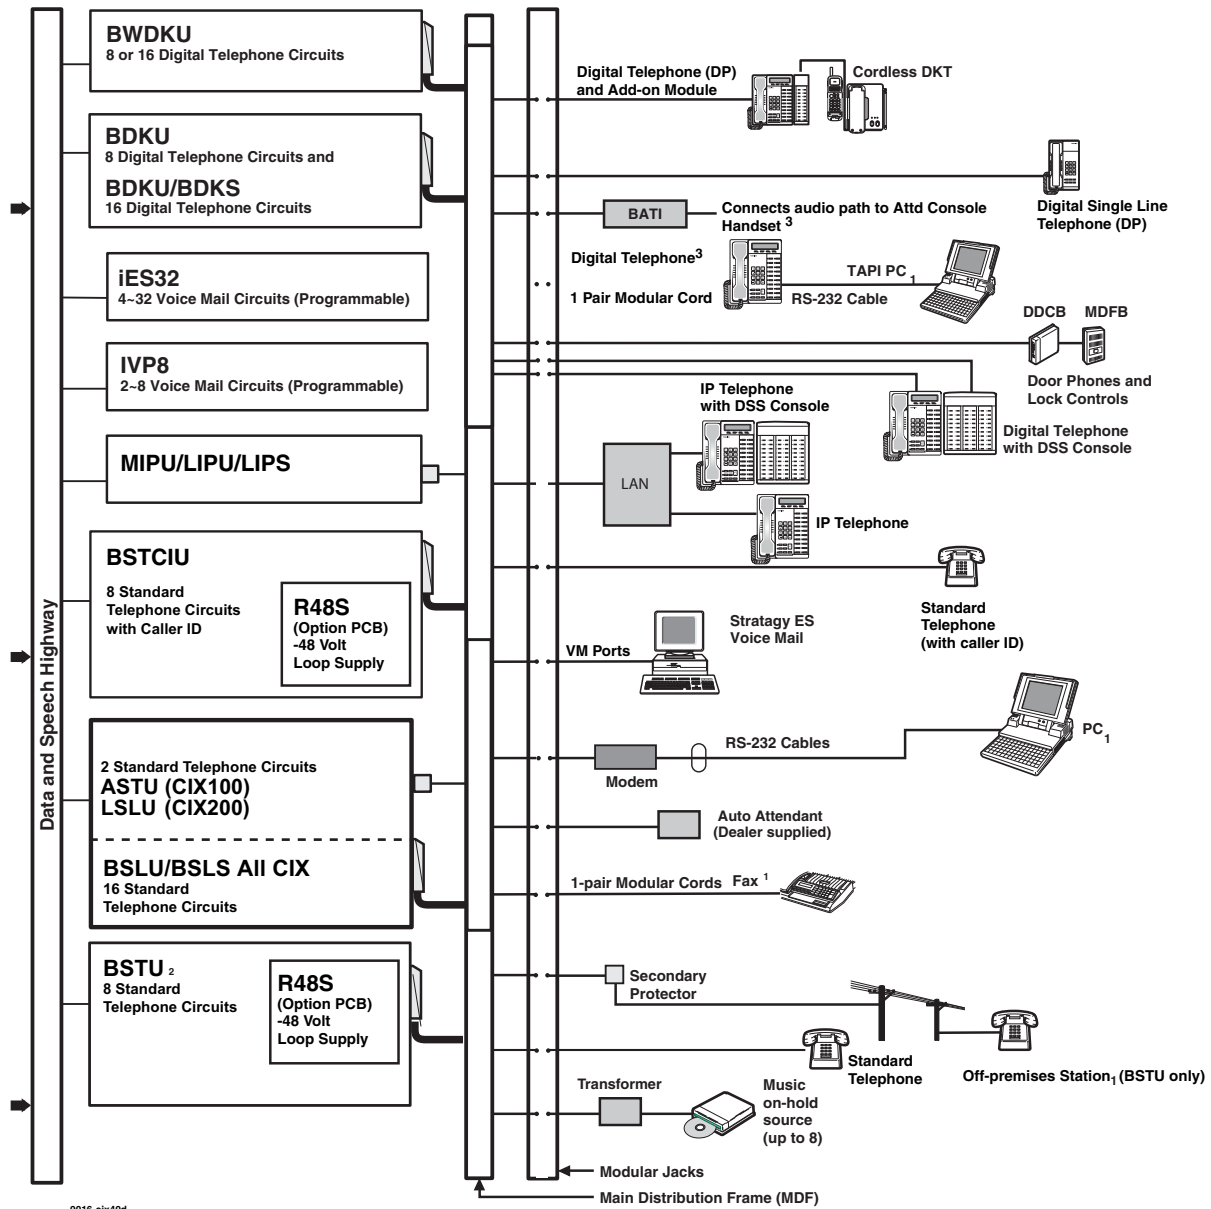 BWDKU
8 or 16 Digital Telephone Circuits
BDKU
8 Digital Telephone Circuits and
BDKU/BDKS
16 Digital Telephone Circuits
iES32
4~32 Voice Mail Circuits (Programmable)
IVP8
2~8 Voice Mail Circuits (Programmable)
MIPU/LIPU/LIPS
BSTCIU
8 Standard
Telephone Circuits
with Caller ID
R48S
(Option PCB)
-48 Volt
Loop Supply
Data and Speech Highway
2 Standard Telephone Circuits
ASTU (CIX100)
LSLU (CIX200)
BSLU/BSLS All CIX
16 Standard
Telephone Circuits
BSTU 2
8 Standard
Telephone Circuits
R48S
(Option PCB)
-48 Volt
Loop Supply
Digital Telephone (DP)
and Add-on Module
Cordless DKT
Digital Single Line
Telephone (DP)
BATI
Connects audio path to Attd Console
Handset 3
Digital Telephone3
1 Pair Modular Cord
TAPI PC 1
RS-232 Cable
DDCB
MDFB
Door Phones and
Lock Controls
IP Telephone
with DSS Console
Digital Telephone
with DSS Console
LAN
IP Telephone
Standard
Telephone
(with caller ID)
Stratagy ES
Voice Mail
VM Ports
RS-232 Cables
PC1
Modem
Auto Attendant
(Dealer supplied)
1-pair Modular Cords
Fax 1
Secondary
Protector
Standard
Telephone
Off-premises Station1 (BSTU only)
Transformer
Music
on-hold
source
(up to 8)
Modular Jacks
Main Distribution Frame (MDF)